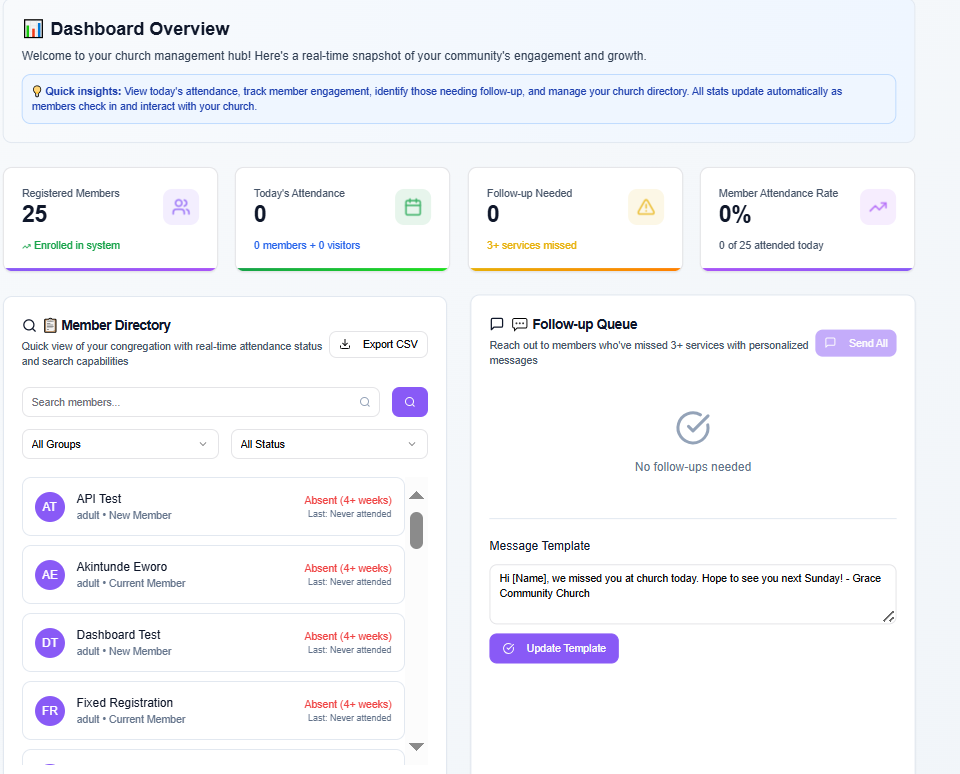 📊 Dashboard Overview
Welcome to your church management hub! Here's a real-time snapshot of your community's engagement and growth.
💡 Quick insights: View today's attendance, track member engagement, identify those needing follow-up, and manage your church directory. All stats update automatically as
members check in and interact with your church.
Registered Members
25
Enrolled in system
Today's Attendance
0
0 members + 0 visitors
Follow-up Needed
0
3+ services missed
Member Attendance Rate
0%
0 of 25 attended today
📋 Member Directory
Quick view of your congregation with real-time attendance status
and search capabilities
Export CSV
Search members...
All Groups
All Status
AT
API Test
adult • New Member
Absent (4+ weeks)
Last: Never attended
AE
Akintunde Eworo
adult • Current Member
Absent (4+ weeks)
Last: Never attended
DT
Dashboard Test
adult • New Member
Absent (4+ weeks)
Last: Never attended
FR
Fixed Registration
adult • Current Member
Absent (4+ weeks)
Last: Never attended
💬 Follow-up Queue
Reach out to members who've missed 3+ services with personalized
messages
Send All
No follow-ups needed
Message Template
Hi [Name], we missed you at church today. Hope to see you next Sunday! - Grace
Community Church
Update Template